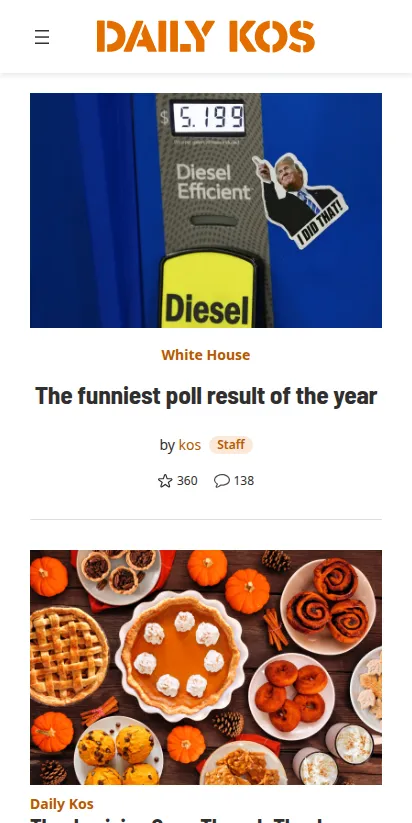 DAILY KOS
$ 5.199
Diesel
Efficient
I DID THAT!
Diesel
White House
The funniest poll result of the year
by kos Staff
360 138
Daily Kos